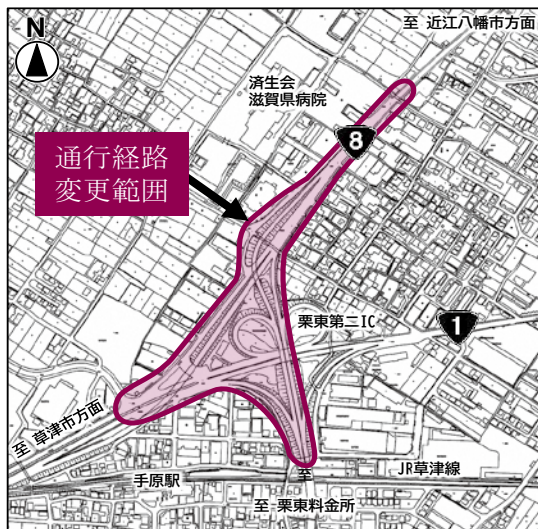 至 近江八幡市方面
N
済生会
滋賀県病院
8
通行経路
変更範囲
栗東第二IC
1
至 草津市方面
JR草津線
手原駅
至
至 栗東料金所